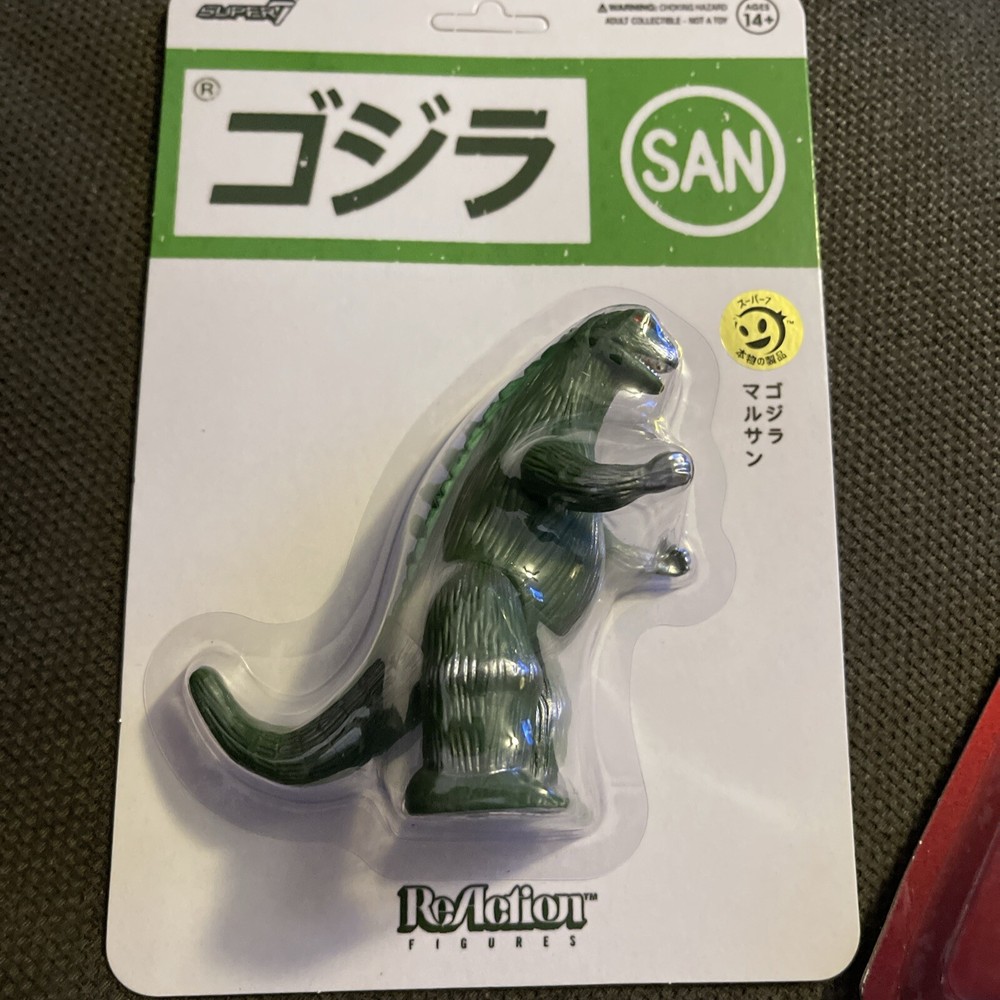 SUPER7
⚠WARNING: CHOKING HAZARD
ADULT COLLECTIBLE - NOT A TOY
AGES
14+
®
ゴジラ
SAN
スーパー7
本物の製品
ゴジラ
マルサン
ReAction™
FIGURES